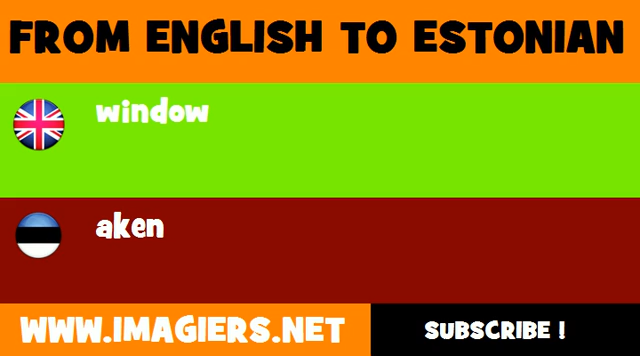 FROM ENGLISH TO ESTONIAN
window
aken
WWW.IMAGIERS.NET
SUBSCRIBE !